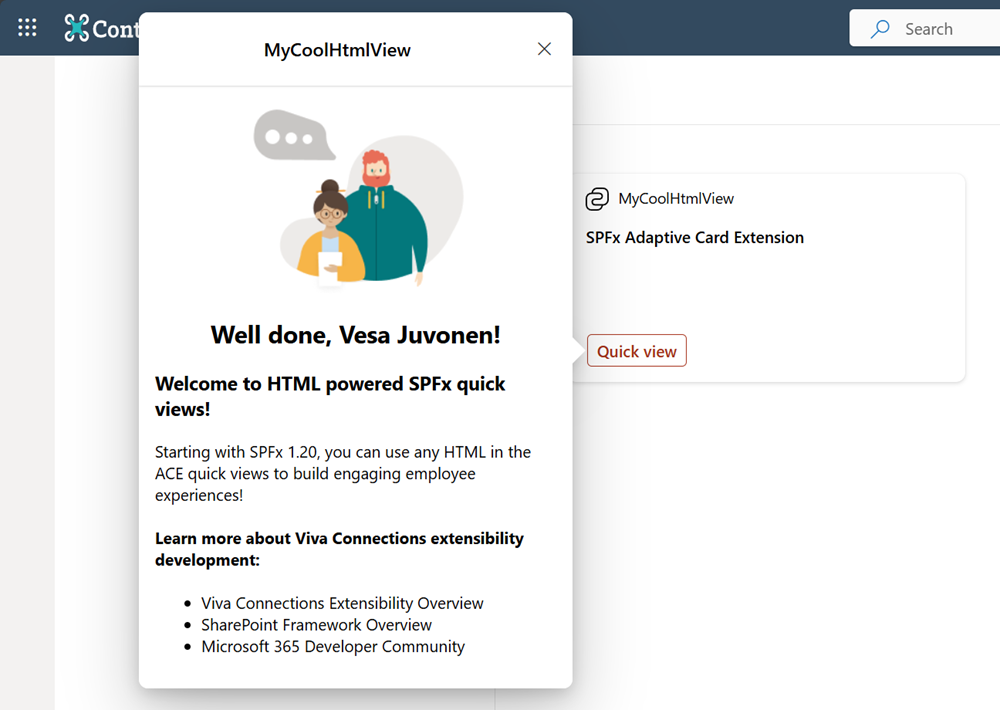 Cont
Search
MyCoolHtmlView
Well done, Vesa Juvonen!
Welcome to HTML powered SPFx quick
views!
Starting with SPFx 1.20, you can use any HTML in the
ACE quick views to build engaging employee
experiences!
Learn more about Viva Connections extensibility
development:
Viva Connections Extensibility Overview
SharePoint Framework Overview
Microsoft 365 Developer Community
MyCoolHtmlView
SPFx Adaptive Card Extension
Quick view